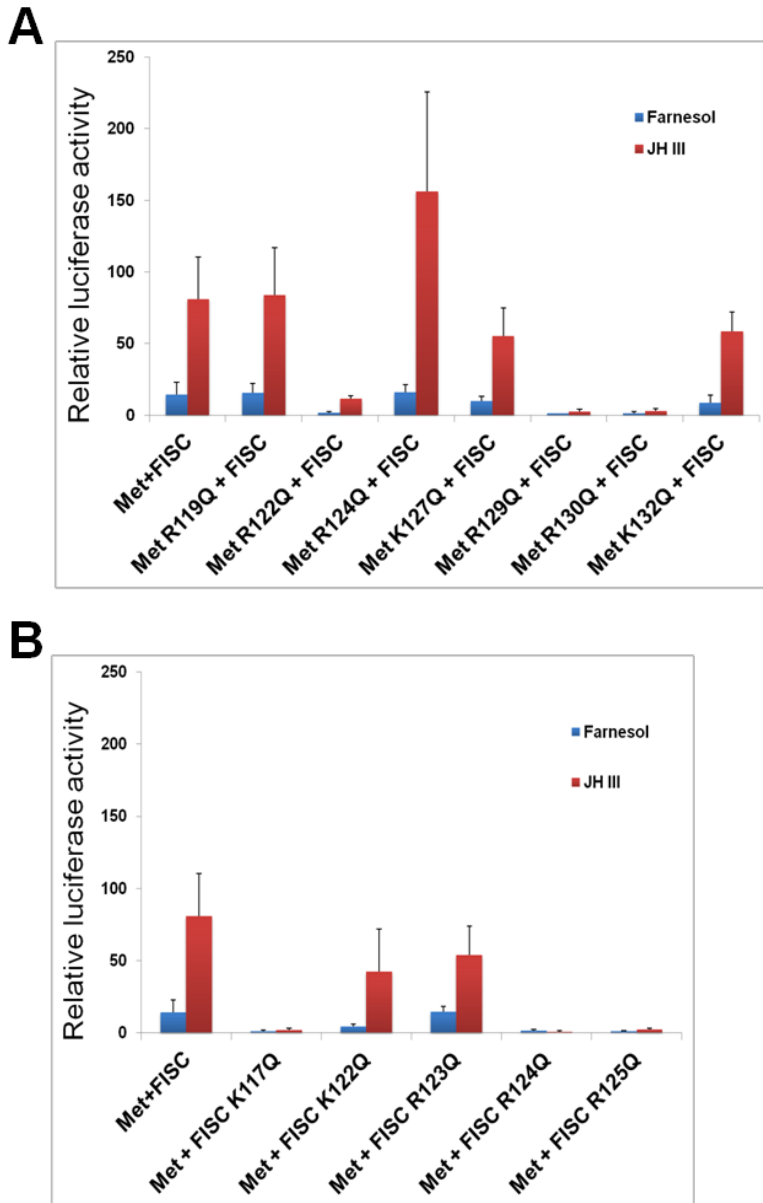 A
Relative luciferase activity
250
200
150
100
50
0
Farnesol
JH III
Met+FISC
Met R119Q + FISC
Met R122Q + FISC
Met R124Q + FISC
Met K127Q + FISC
Met R129Q + FISC
Met R130Q + FISC
Met K132Q + FISC
B
Relative luciferase activity
250
200
150
100
50
0
Farnesol
JH III
Met+FISC
Met + FISC K117Q
Met + FISC K122Q
Met + FISC R123Q
Met + FISC R124Q
Met + FISC R125Q